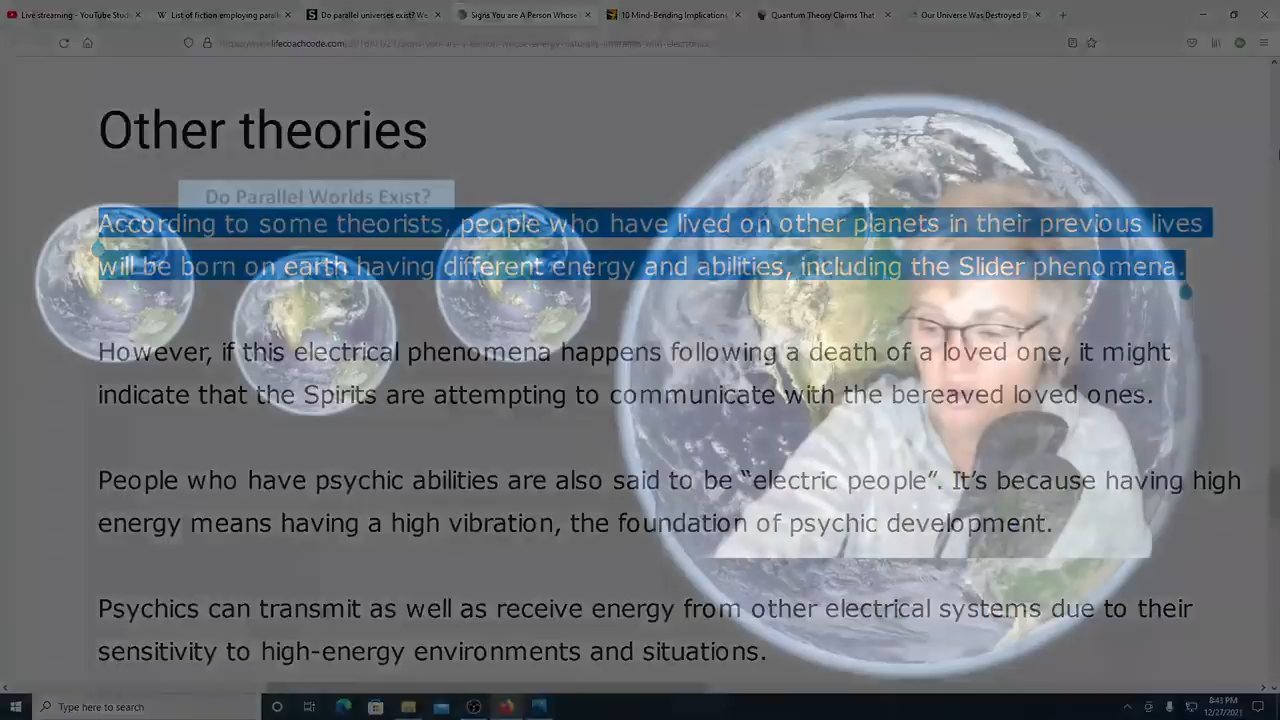 Live streaming - YouTube Stud
List of fiction employing parall
Do parallel universes exist? We
Signs You are A Person Whose
10 Mind-Bending Implications
Quantum Theory Claims That
Our Universe Was Destroyed B
lifecoachcode.com
Other theories
Do Parallel Worlds Exist?
According to some theorists, people who have lived on other planets in their previous lives
will be born on earth having different energy and abilities, including the Slider phenomena.
However, if this electrical phenomena happens following a death of a loved one, it might
indicate that the Spirits are attempting to communicate with the bereaved loved ones.
People who have psychic abilities are also said to be “electric people”. It’s because having high
energy means having a high vibration, the foundation of psychic development.
Psychics can transmit as well as receive energy from other electrical systems due to their
sensitivity to high-energy environments and situations.
Type here to search
8:43 PM
12/27/2021